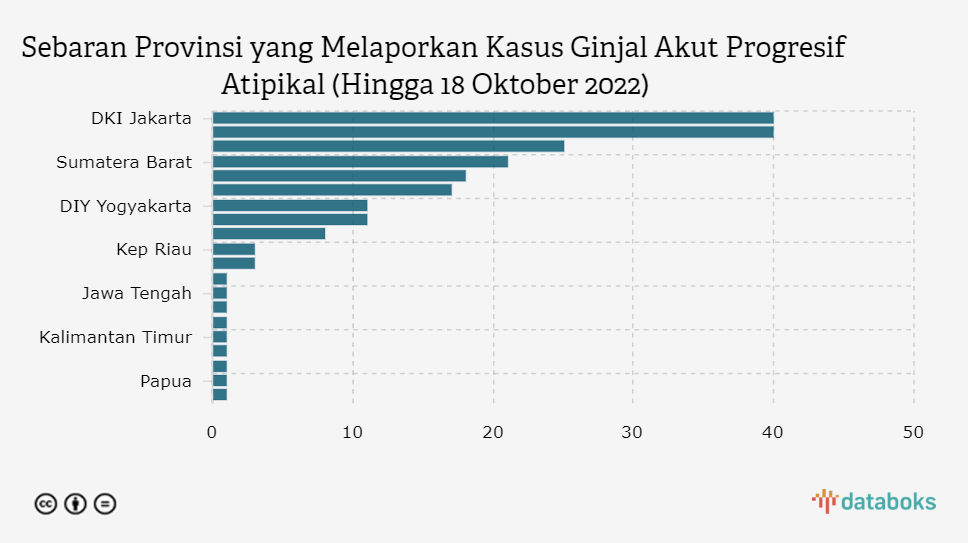 Sebaran Provinsi yang Melaporkan Kasus Ginjal Akut Progresif
Atipikal (Hingga 18 Oktober 2022)
DKI Jakarta
Sumatera Barat
DIY Yogyakarta
Kep Riau
Jawa Tengah
Kalimantan Timur
Papua
0 10 20 30 40 50
cc
databoks